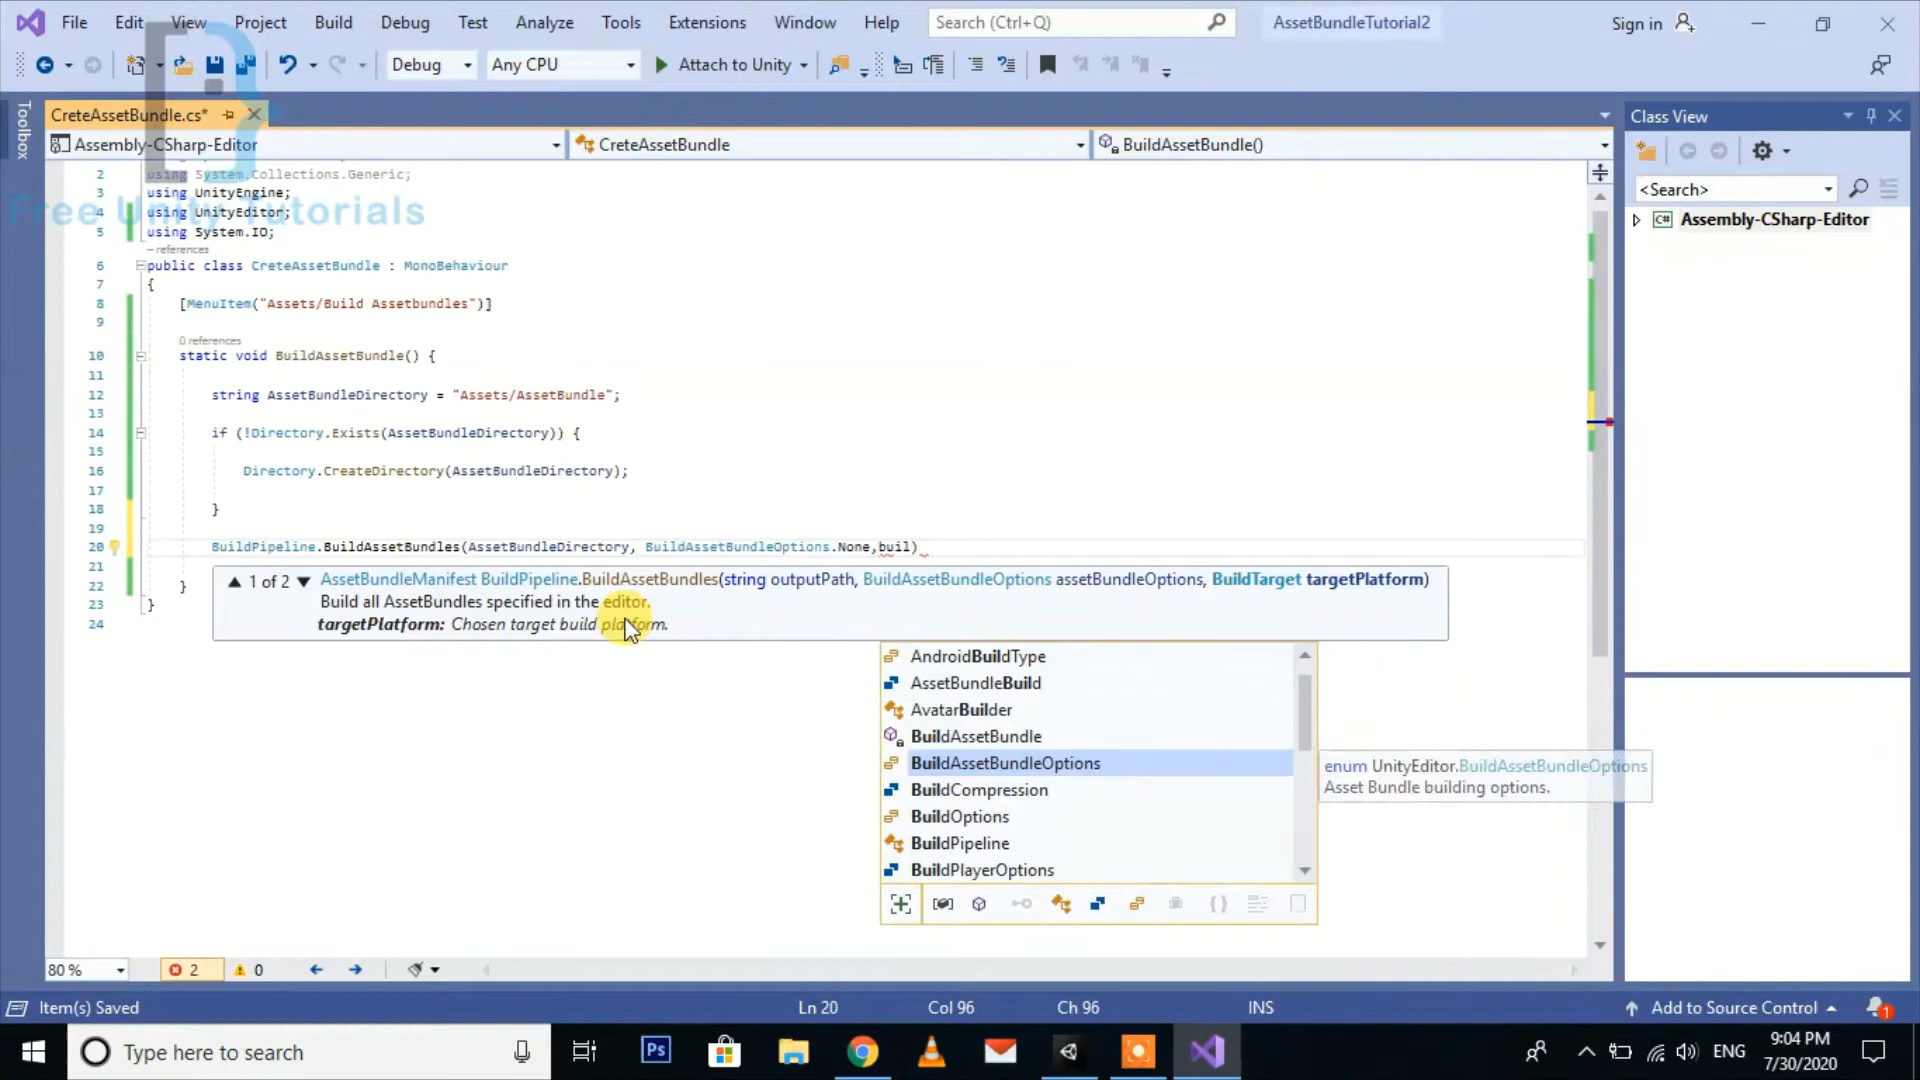 File Edit View Project Build Debug Test Analyze Tools Extensions Window Help Search (Ctrl+Q) AssetBundleTutorial2 Sign in
Debug Any CPU Attach to Unity
Toolbox
CreteAssetBundle.cs*
Assembly-CSharp-Editor CreteAssetBundle BuildAssetBundle()
2 using System.Collections.Generic;
3 using UnityEngine;
4 using UnityEditor;
Free Unity Tutorials
5 using System.IO;
references
6 public class CreteAssetBundle : MonoBehaviour
7 {
8 [MenuItem("Assets/Build Assetbundles")]
9
0 references
10 static void BuildAssetBundle() {
11
12 string AssetBundleDirectory = "Assets/AssetBundle";
13
14 if (!Directory.Exists(AssetBundleDirectory)) {
15
16 Directory.CreateDirectory(AssetBundleDirectory);
17
18 }
19
20 BuildPipeline.BuildAssetBundles(AssetBundleDirectory, BuildAssetBundleOptions.None,buil)
21
22 }
23 }
24
1 of 2 AssetBundleManifest BuildPipeline.BuildAssetBundles(string outputPath, BuildAssetBundleOptions assetBundleOptions, BuildTarget targetPlatform)
Build all AssetBundles specified in the editor.
targetPlatform: Chosen target build platform.
AndroidBuildType
AssetBundleBuild
AvatarBuilder
BuildAssetBundle
BuildAssetBundleOptions
BuildCompression
BuildOptions
BuildPipeline
BuildPlayerOptions
enum UnityEditor.BuildAssetBundleOptions
Asset Bundle building options.
Class View
<Search>
C# Assembly-CSharp-Editor
80 % 2 0
Item(s) Saved Ln 20 Col 96 Ch 96 INS Add to Source Control 1
Type here to search Ps ENG 9:04 PM
7/30/2020